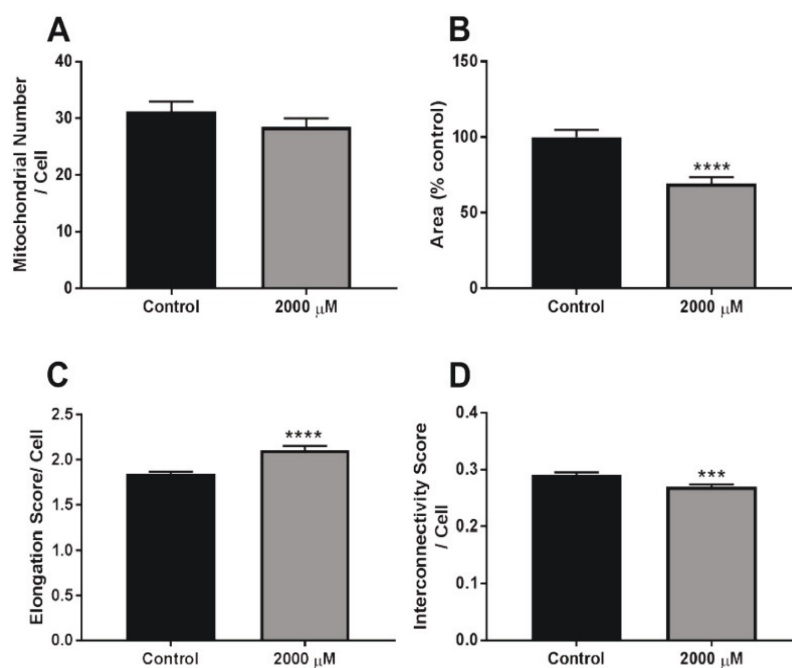 A
Mitochondrial Number
/ Cell
40
30
20
10
0
Control
2000 μM
B
Area (% control)
150
100
50
0
****
Control
2000 μM
C
Elongation Score/ Cell
2.5
2.0
1.5
1.0
0.5
0.0
****
Control
2000 μM
D
Interconnectivity Score
/ Cell
0.4
0.3
0.2
0.1
0.0
***
Control
2000 μM